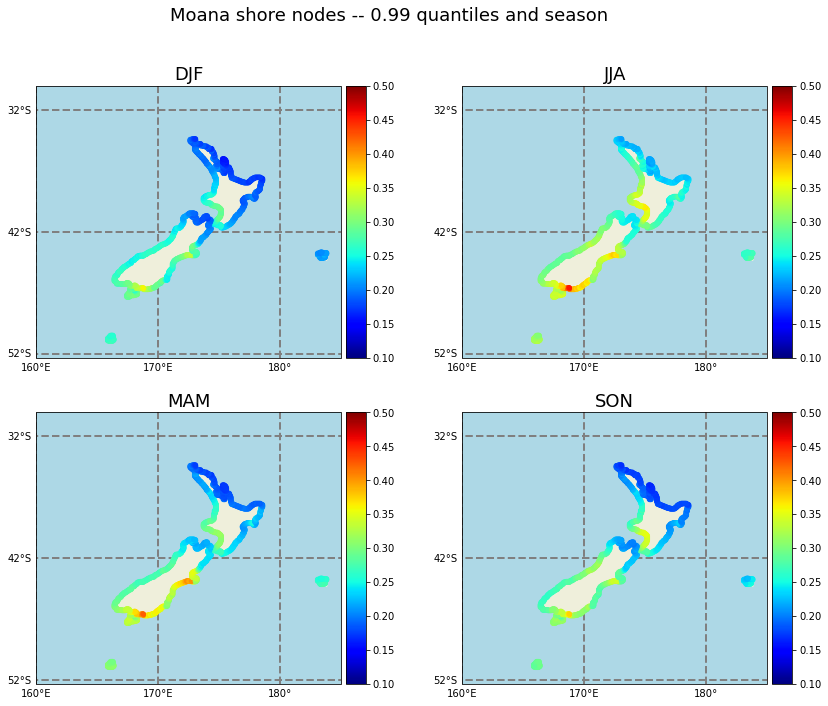 Moana shore nodes -- 0.99 quantiles and season
DJF
32°S
42°S
52°S
160°E
170°E
180°
0.50
0.45
0.40
0.35
0.30
0.25
0.20
0.15
0.10
JJA
32°S
42°S
52°S
160°E
170°E
180°
0.50
0.45
0.40
0.35
0.30
0.25
0.20
0.15
0.10
MAM
32°S
42°S
52°S
160°E
170°E
180°
0.50
0.45
0.40
0.35
0.30
0.25
0.20
0.15
0.10
SON
32°S
42°S
52°S
160°E
170°E
180°
0.50
0.45
0.40
0.35
0.30
0.25
0.20
0.15
0.10